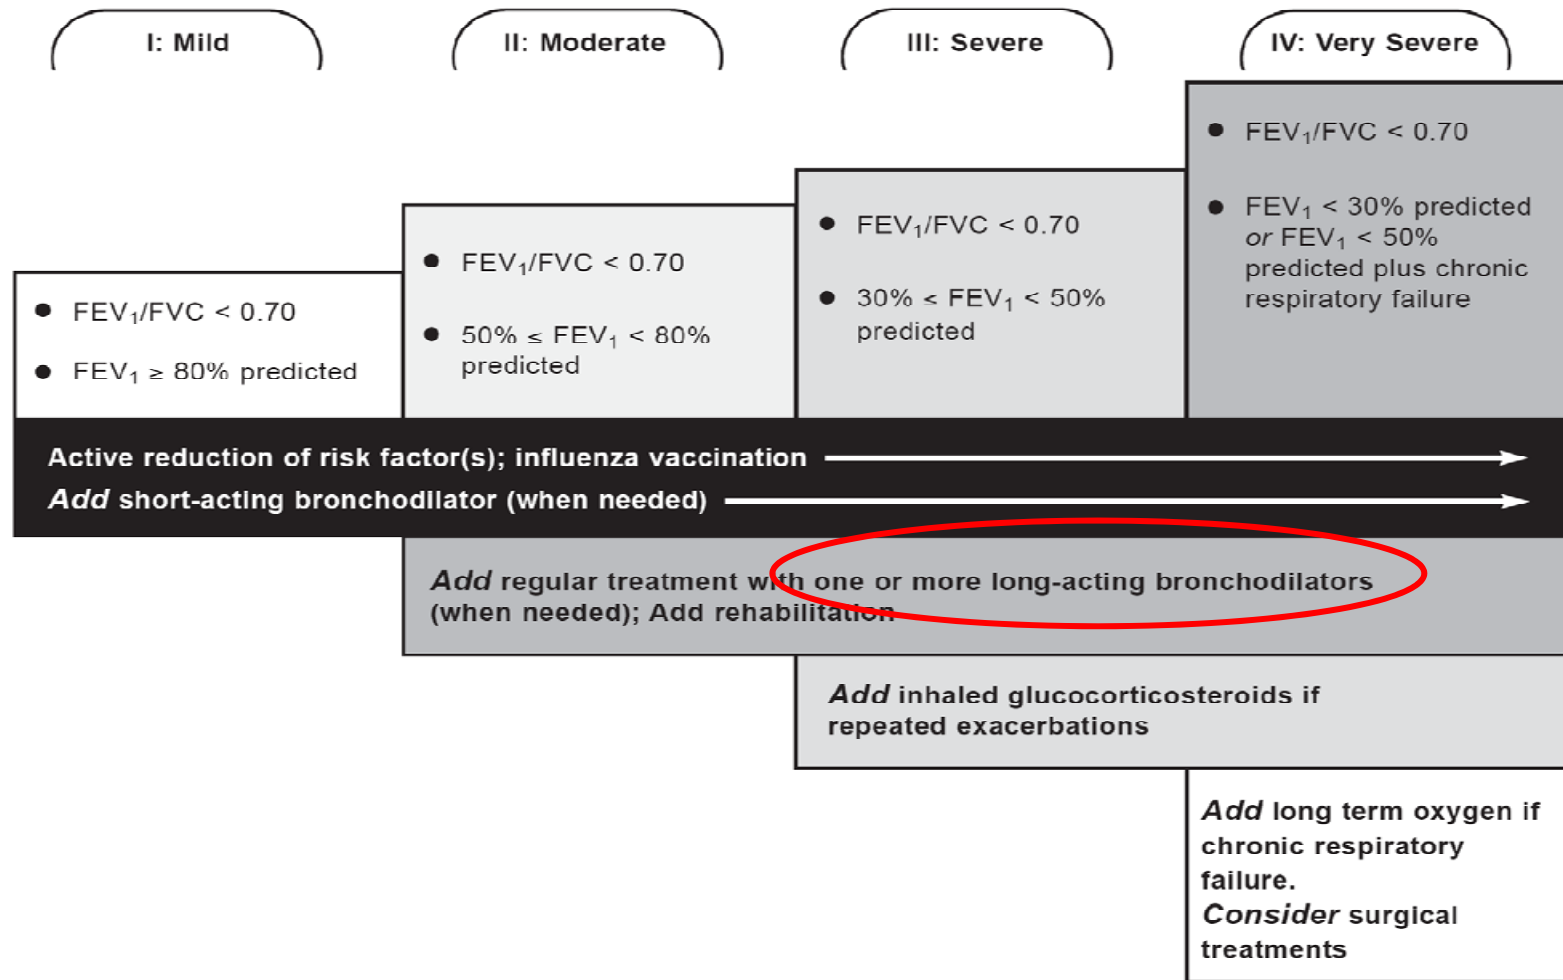 I: Mild
II: Moderate
III: Severe
IV: Very Severe
● FEV₁/FVC < 0.70
● FEV₁ ≥ 80% predicted
● FEV₁/FVC < 0.70
● 50% ≤ FEV₁ < 80%
predicted
● FEV₁/FVC < 0.70
● 30% ≤ FEV₁ < 50%
predicted
● FEV₁/FVC < 0.70
● FEV₁ < 30% predicted
or FEV₁ < 50%
predicted plus chronic
respiratory failure
Active reduction of risk factor(s); influenza vaccination
Add short-acting bronchodilator (when needed)
Add regular treatment with one or more long-acting bronchodilators
(when needed); Add rehabilitation
Add inhaled glucocorticosteroids if
repeated exacerbations
Add long term oxygen if
chronic respiratory
failure.
Consider surgical
treatments